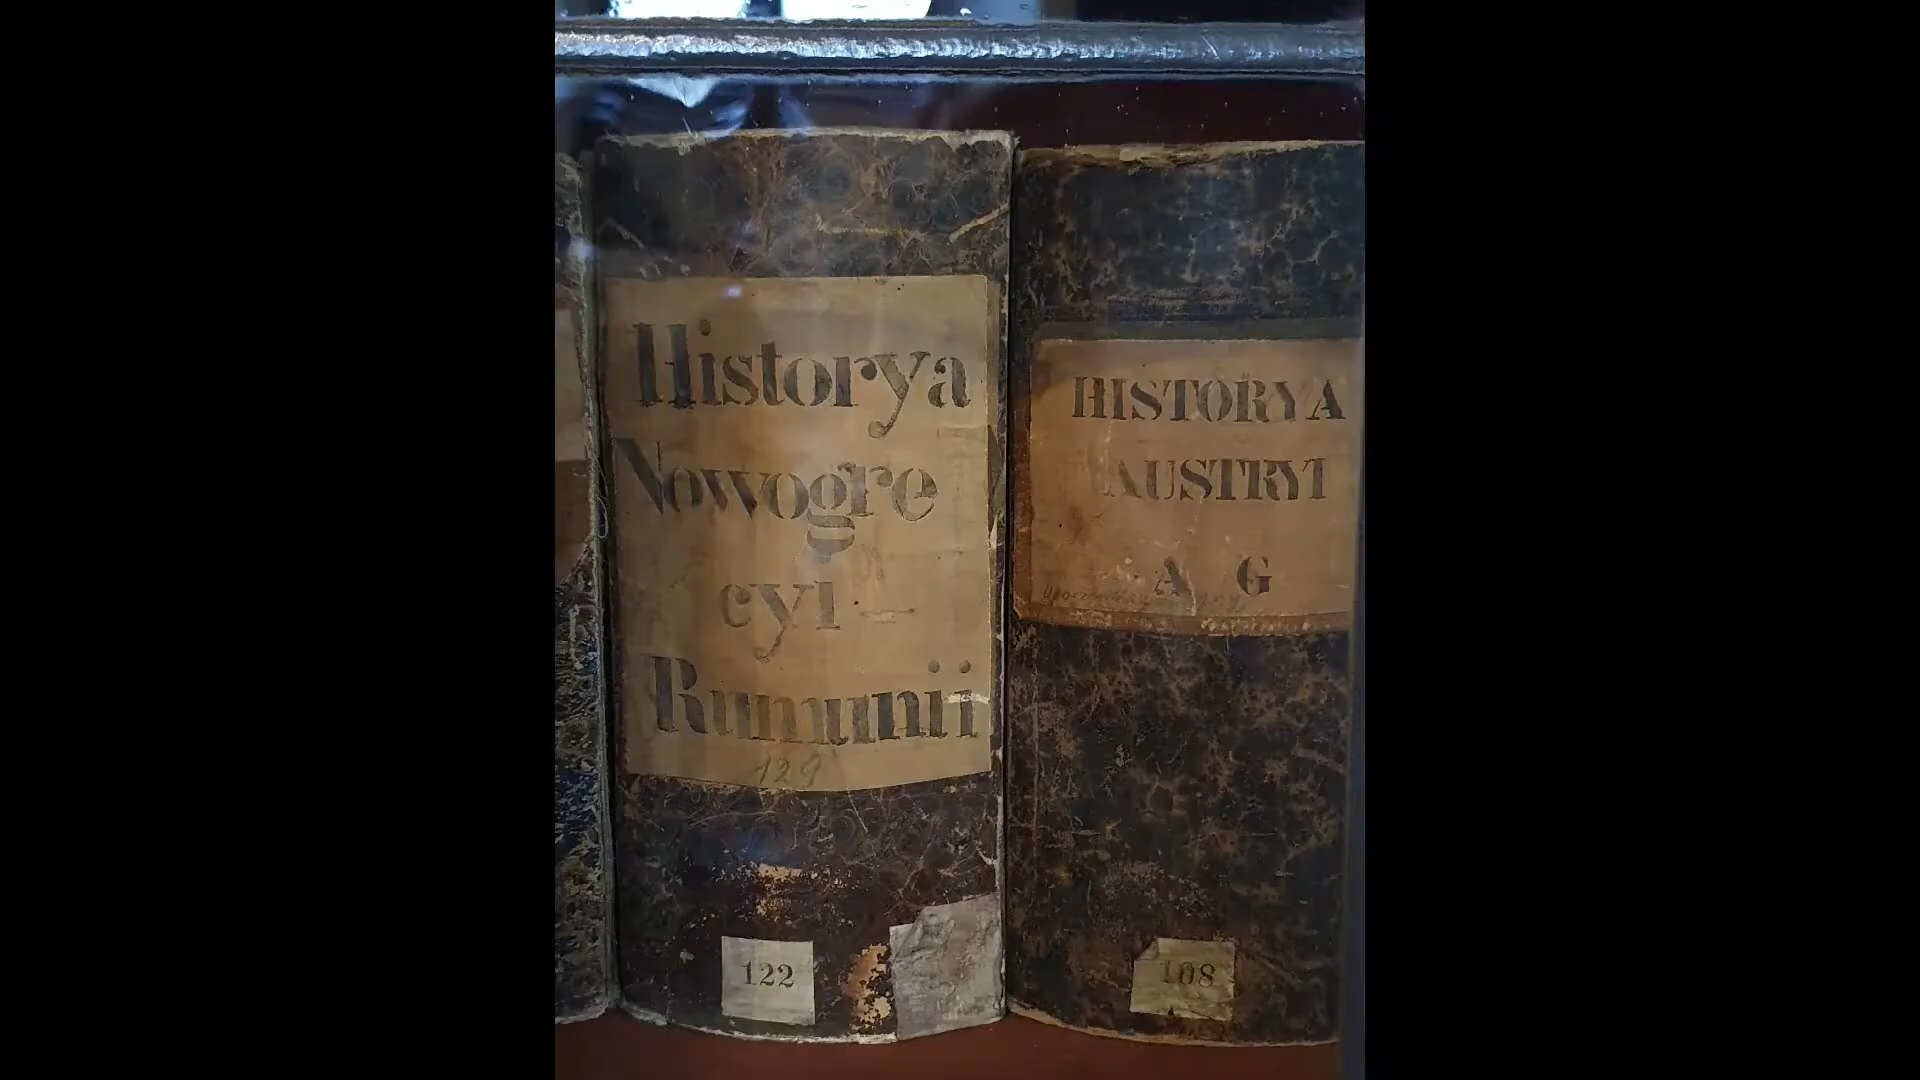 Historya
Nowogre
cyi —
Rumunii
129
122
HISTORYA
AUSTRYI
A G
108